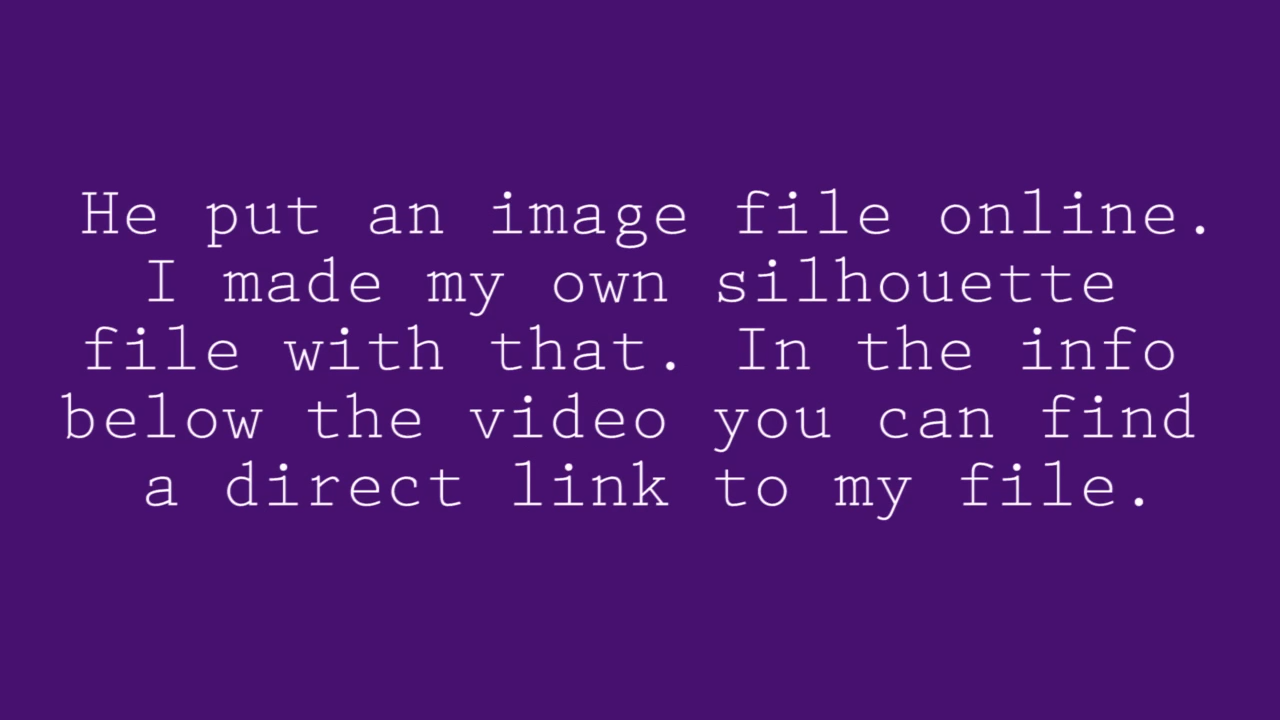 He put an image file online.
I made my own silhouette
file with that. In the info
below the video you can find
a direct link to my file.